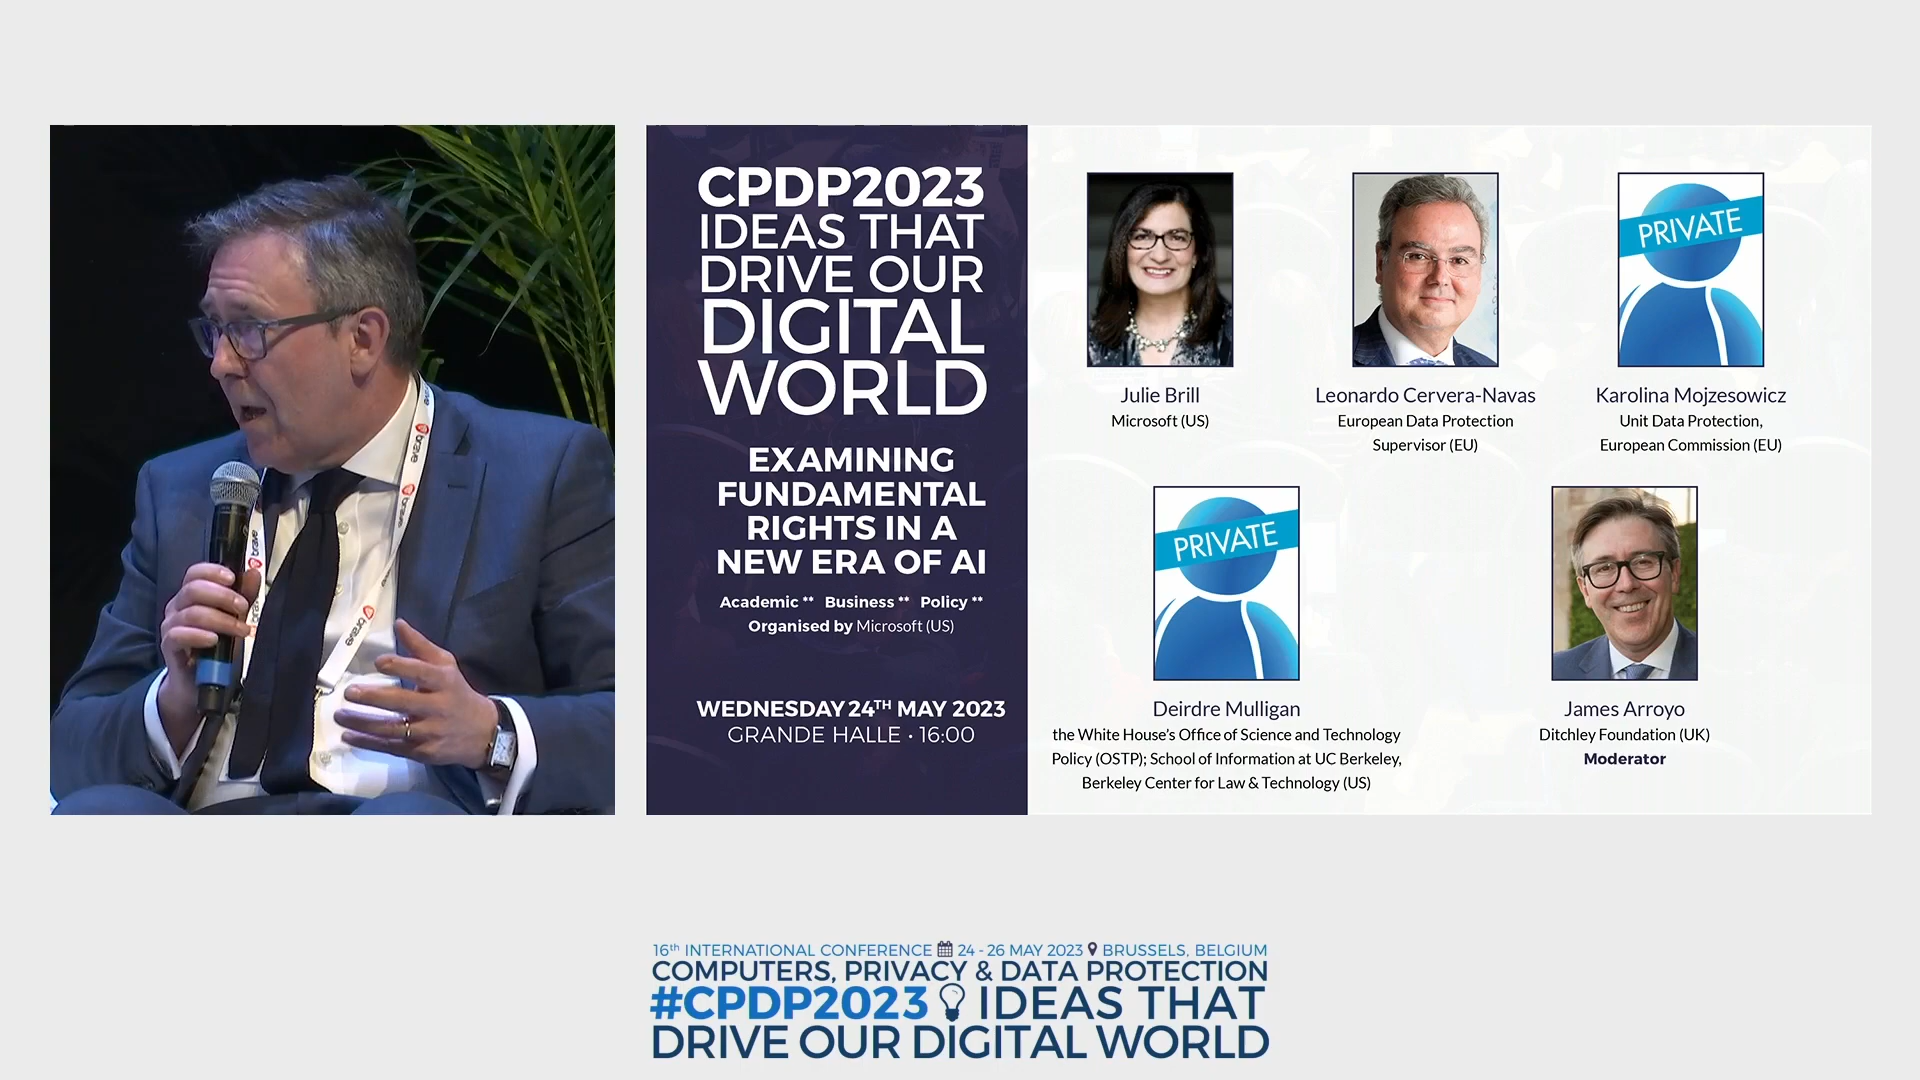 brave
brave
brave
brave
brave
CPDP2023
IDEAS THAT
DRIVE OUR
DIGITAL
WORLD
EXAMINING
FUNDAMENTAL
RIGHTS IN A
NEW ERA OF AI
Academic ** Business ** Policy **
Organised by Microsoft (US)
WEDNESDAY 24TH MAY 2023
GRANDE HALLE • 16:00
Julie Brill
Microsoft (US)
Leonardo Cervera-Navas
European Data Protection
Supervisor (EU)
PRIVATE
Karolina Mojzesowicz
Unit Data Protection,
European Commission (EU)
PRIVATE
Deirdre Mulligan
the White House's Office of Science and Technology
Policy (OSTP); School of Information at UC Berkeley,
Berkeley Center for Law & Technology (US)
James Arroyo
Ditchley Foundation (UK)
Moderator
16th INTERNATIONAL CONFERENCE 24 - 26 MAY 2023 BRUSSELS, BELGIUM
COMPUTERS, PRIVACY & DATA PROTECTION
#CPDP2023 IDEAS THAT
DRIVE OUR DIGITAL WORLD